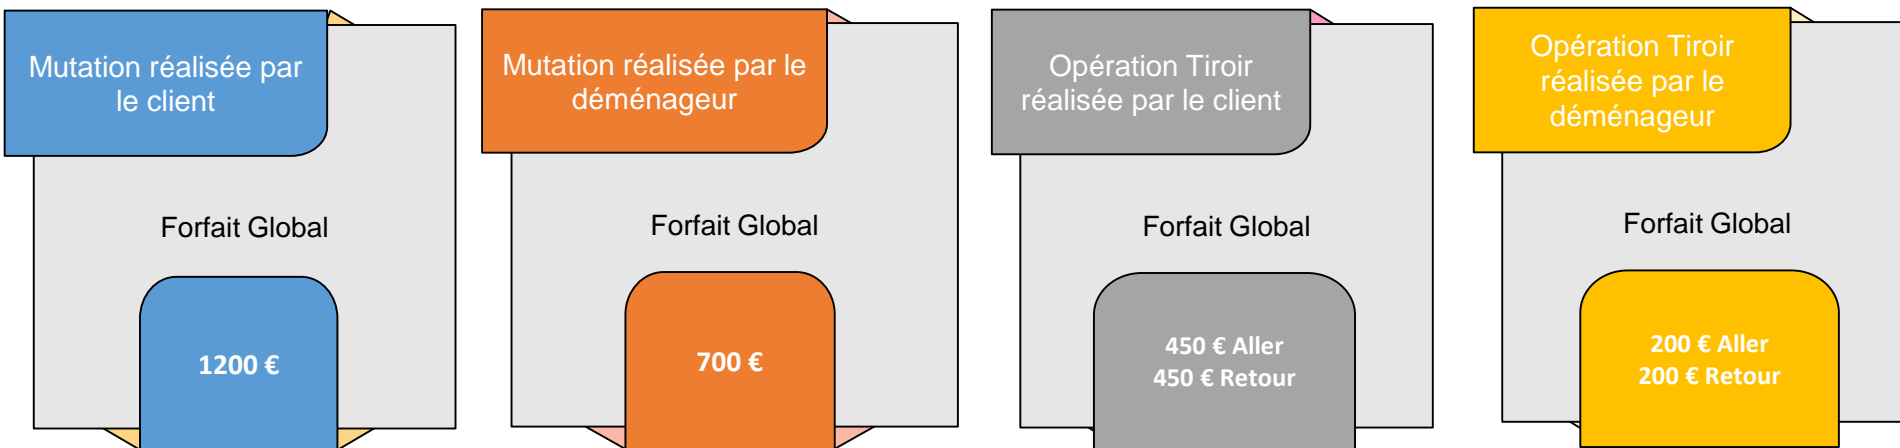 Mutation réalisée par
le client
Forfait Global
1200 €
Mutation réalisée par le
déménageur
Forfait Global
700 €
Opération Tiroir
réalisée par le client
Forfait Global
450 € Aller
450 € Retour
Opération Tiroir
réalisée par le
déménageur
Forfait Global
200 € Aller
200 € Retour